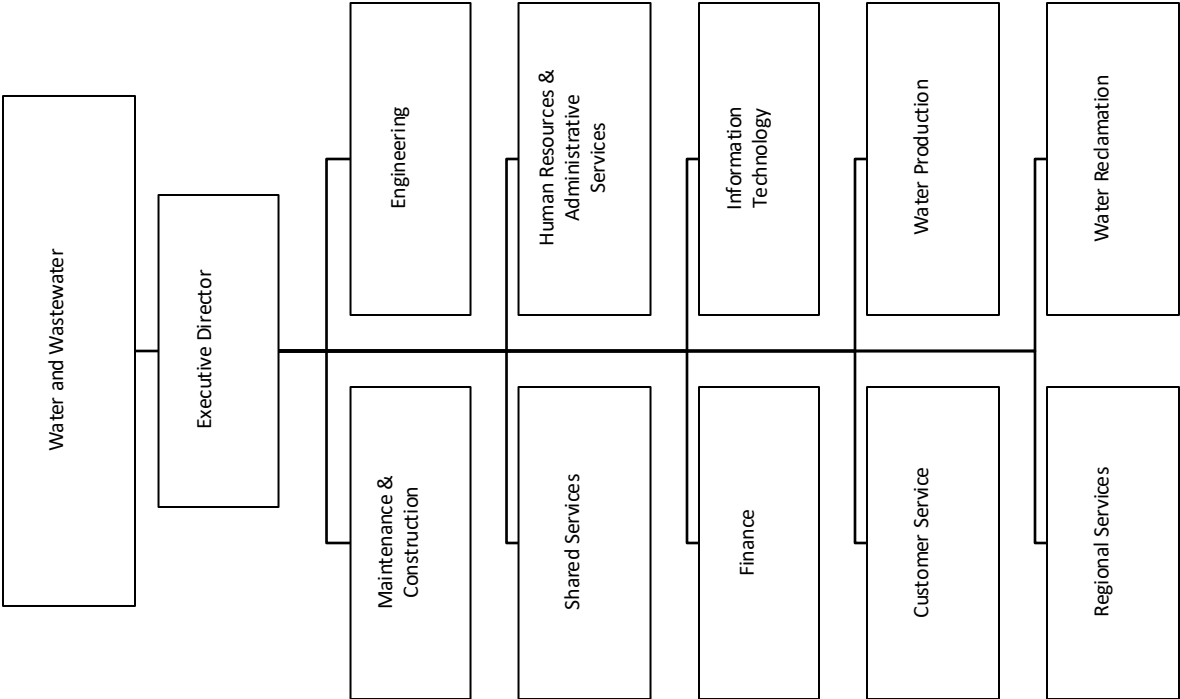 Water and Wastewater
Executive Director
Maintenance &
Construction
Engineering
Shared Services
Human Resources &
Administrative
Services
Finance
Information
Technology
Customer Service
Water Production
Regional Services
Water Reclamation